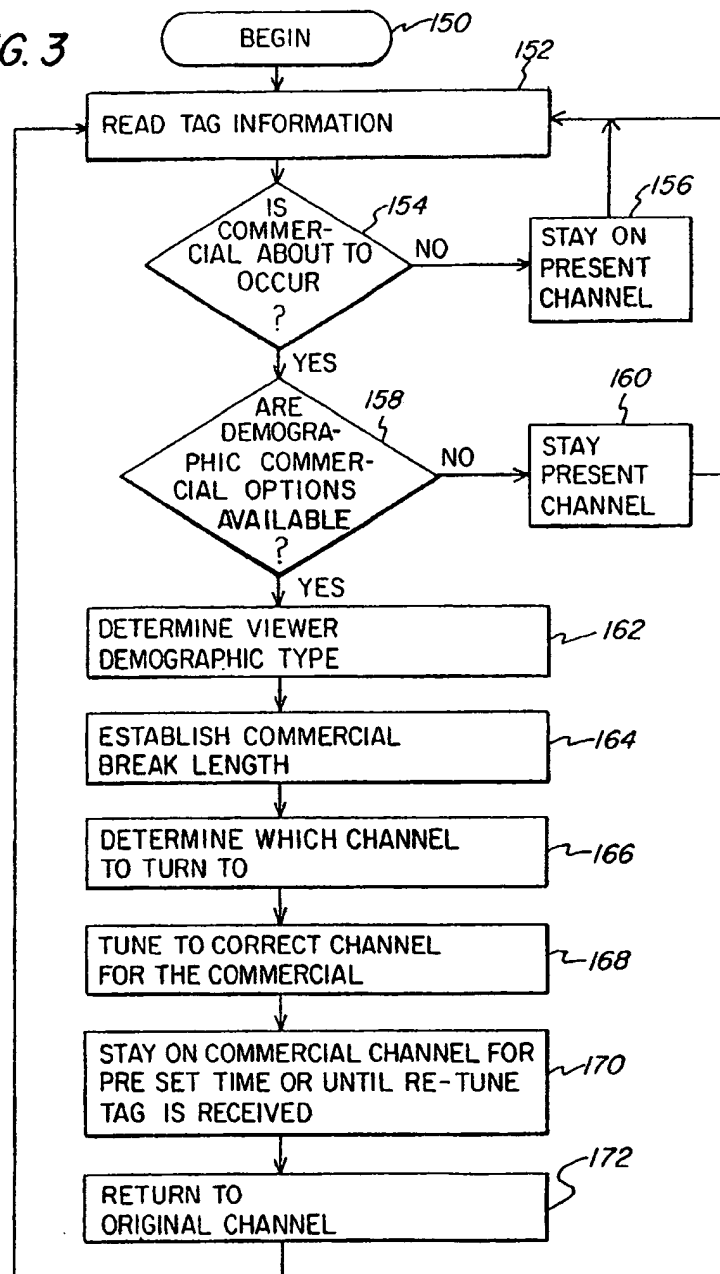 G. 3
BEGIN
150
152
READ TAG INFORMATION
IS
COMMER-
CIAL ABOUT TO
OCCUR
?
154
NO
156
STAY ON
PRESENT
CHANNEL
YES
ARE
DEMOGRA-
PHIC COMMER-
CIAL OPTIONS
AVAILABLE
?
158
NO
160
STAY
PRESENT
CHANNEL
YES
DETERMINE VIEWER
DEMOGRAPHIC TYPE
162
ESTABLISH COMMERCIAL
BREAK LENGTH
164
DETERMINE WHICH CHANNEL
TO TURN TO
166
TUNE TO CORRECT CHANNEL
FOR THE COMMERCIAL
168
STAY ON COMMERCIAL CHANNEL FOR
PRE SET TIME OR UNTIL RE-TUNE
TAG IS RECEIVED
170
RETURN TO
ORIGINAL CHANNEL
172